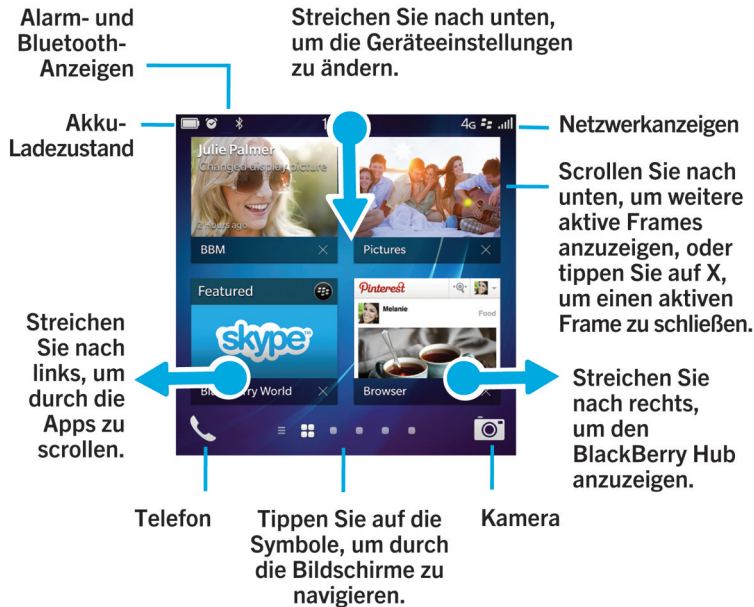 Alarm- und
Bluetooth-
Anzeigen
Streichen Sie nach unten,
um die Geräteeinstellungen
zu ändern.
Akku-
Ladezustand
4G
Netzwerkanzeigen
Julie Palmer
Changed display picture
2 hours ago
BBM
Pictures
Scrollen Sie nach
unten, um weitere
aktive Frames
anzuzeigen, oder
tippen Sie auf X,
um einen aktiven
Frame zu schließen.
Featured
skype
BlackBerry World
Pinterest
Melanie
Food
Browser
Streichen
Sie nach
links, um
durch die
Apps zu
scrollen.
Streichen Sie
nach rechts,
um den
BlackBerry Hub
anzuzeigen.
Telefon
Tippen Sie auf die
Symbole, um durch
die Bildschirme zu
navigieren.
Kamera